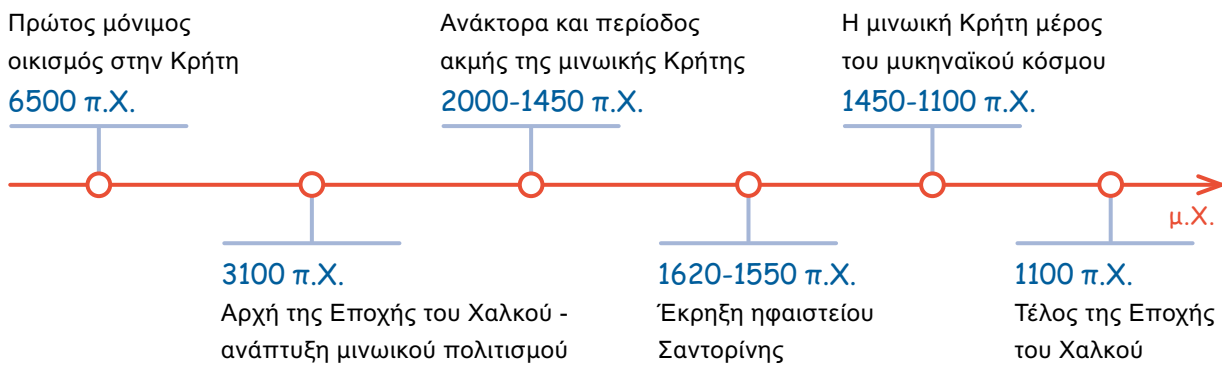 Πρώτος μόνιμος
οικισμός στην Κρήτη
6500 π.Χ.
Ανάκτορα και περίοδος
ακμής της μινωικής Κρήτης
2000-1450 π.Χ.
Η μινωική Κρήτη μέρος
του μυκηναϊκού κόσμου
1450-1100 π.Χ.
μ.Χ.
3100 π.Χ.
Αρχή της Εποχής του Χαλκού -
ανάπτυξη μινωικού πολιτισμού
1620-1550 π.Χ.
Έκρηξη ηφαιστείου
Σαντορίνης
1100 π.Χ.
Τέλος της Εποχής
του Χαλκού